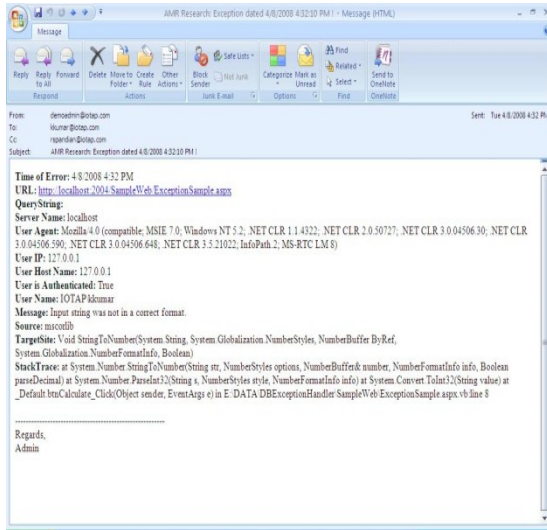 AMR Research: Exception dated 4/8/2008 4:32:10 PM ! - Message (HTML)
Message
Reply Reply to All Forward
Respond
Delete Move to Folder Create Rule Other Actions
Actions
Block Sender Safe Lists Not Junk
Junk E-mail
Categorize Mark as Unread
Options
Find
Related
Select
Find
Send to OneNote
OneNote
From: demoadmin@iotap.com Sent: Tue 4/8/2008 4:32 PM
To: kkumar@iotap.com
Cc: rspandian@iotap.com
Subject: AMR Research: Exception dated 4/8/2008 4:32:10 PM !
Time of Error: 4/8/2008 4:32 PM
URL: http://localhost:2004/SampleWeb/ExceptionSample.aspx
QueryString:
Server Name: localhost
User Agent: Mozilla/4.0 (compatible; MSIE 7.0; Windows NT 5.2; .NET CLR 1.1.4322; .NET CLR 2.0.50727; .NET CLR 3.0.04506.30; .NET CLR
3.0.04506.590; .NET CLR 3.0.04506.648; .NET CLR 3.5.21022; InfoPath.2; MS-RTC LM 8)
User IP: 127.0.0.1
User Host Name: 127.0.0.1
User is Authenticated: True
User Name: IOTAP\kkumar
Message: Input string was not in a correct format.
Source: mscorlib
TargetSite: Void StringToNumber(System.String, System.Globalization.NumberStyles, NumberBuffer ByRef,
System.Globalization.NumberFormatInfo, Boolean)
StackTrace: at System.Number.StringToNumber(String str, NumberStyles options, NumberBuffer& number, NumberFormatInfo info, Boolean
parseDecimal) at System.Number.ParseInt32(String s, NumberStyles style, NumberFormatInfo info) at System.Convert.ToInt32(String value) at
_Default.btnCalculate_Click(Object sender, EventArgs e) in E:\DATA\DBExceptionHandler\SampleWeb\ExceptionSample.aspx.vb:line 8
------------------------------------------------------
Regards,
Admin